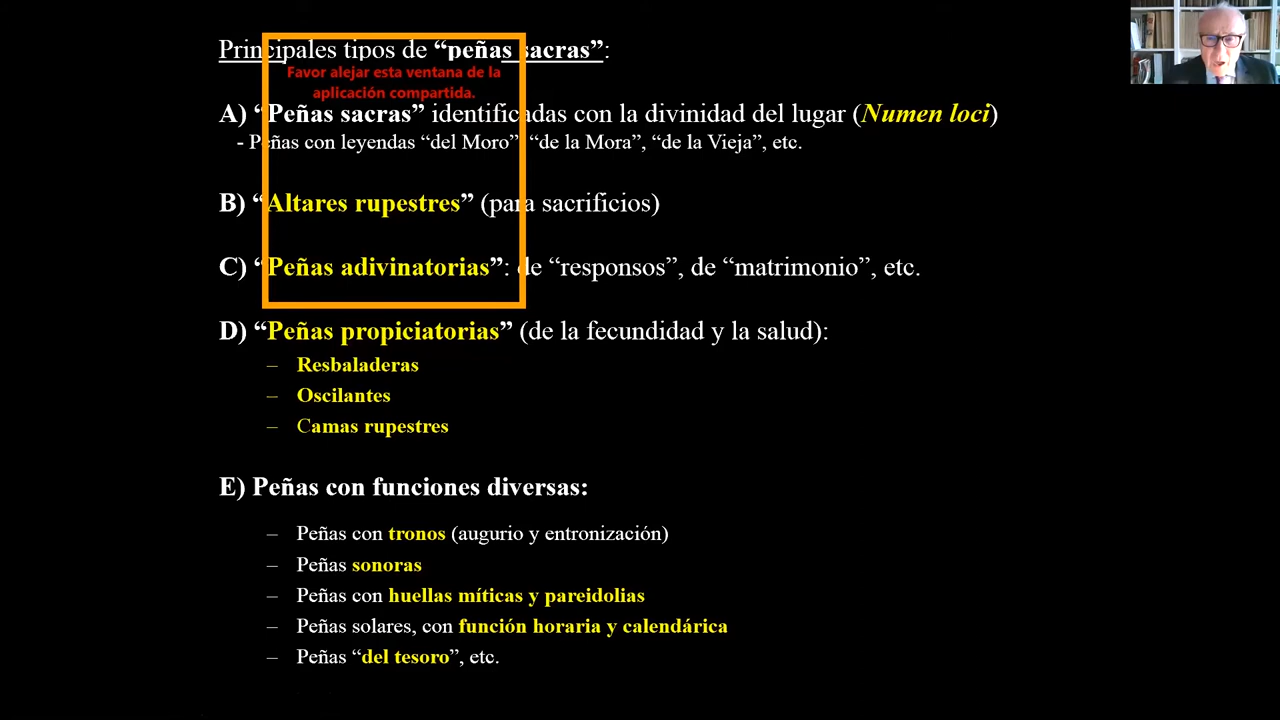 Principales tipos de “peñas sacras”:
Favor alejar esta ventana de la
aplicación compartida.
A) “Peñas sacras” identificadas con la divinidad del lugar (Numen loci)
- Peñas con leyendas “del Moro”, “de la Mora”, “de la Vieja”, etc.
B) “Altares rupestres” (para sacrificios)
C) “Peñas adivinatorias”: de “responsos”, de “matrimonio”, etc.
D) “Peñas propiciatorias” (de la fecundidad y la salud):
– Resbaladeras
– Oscilantes
– Camas rupestres
E) Peñas con funciones diversas:
– Peñas con tronos (augurio y entronización)
– Peñas sonoras
– Peñas con huellas míticas y pareidolias
– Peñas solares, con función horaria y calendárica
– Peñas “del tesoro”, etc.